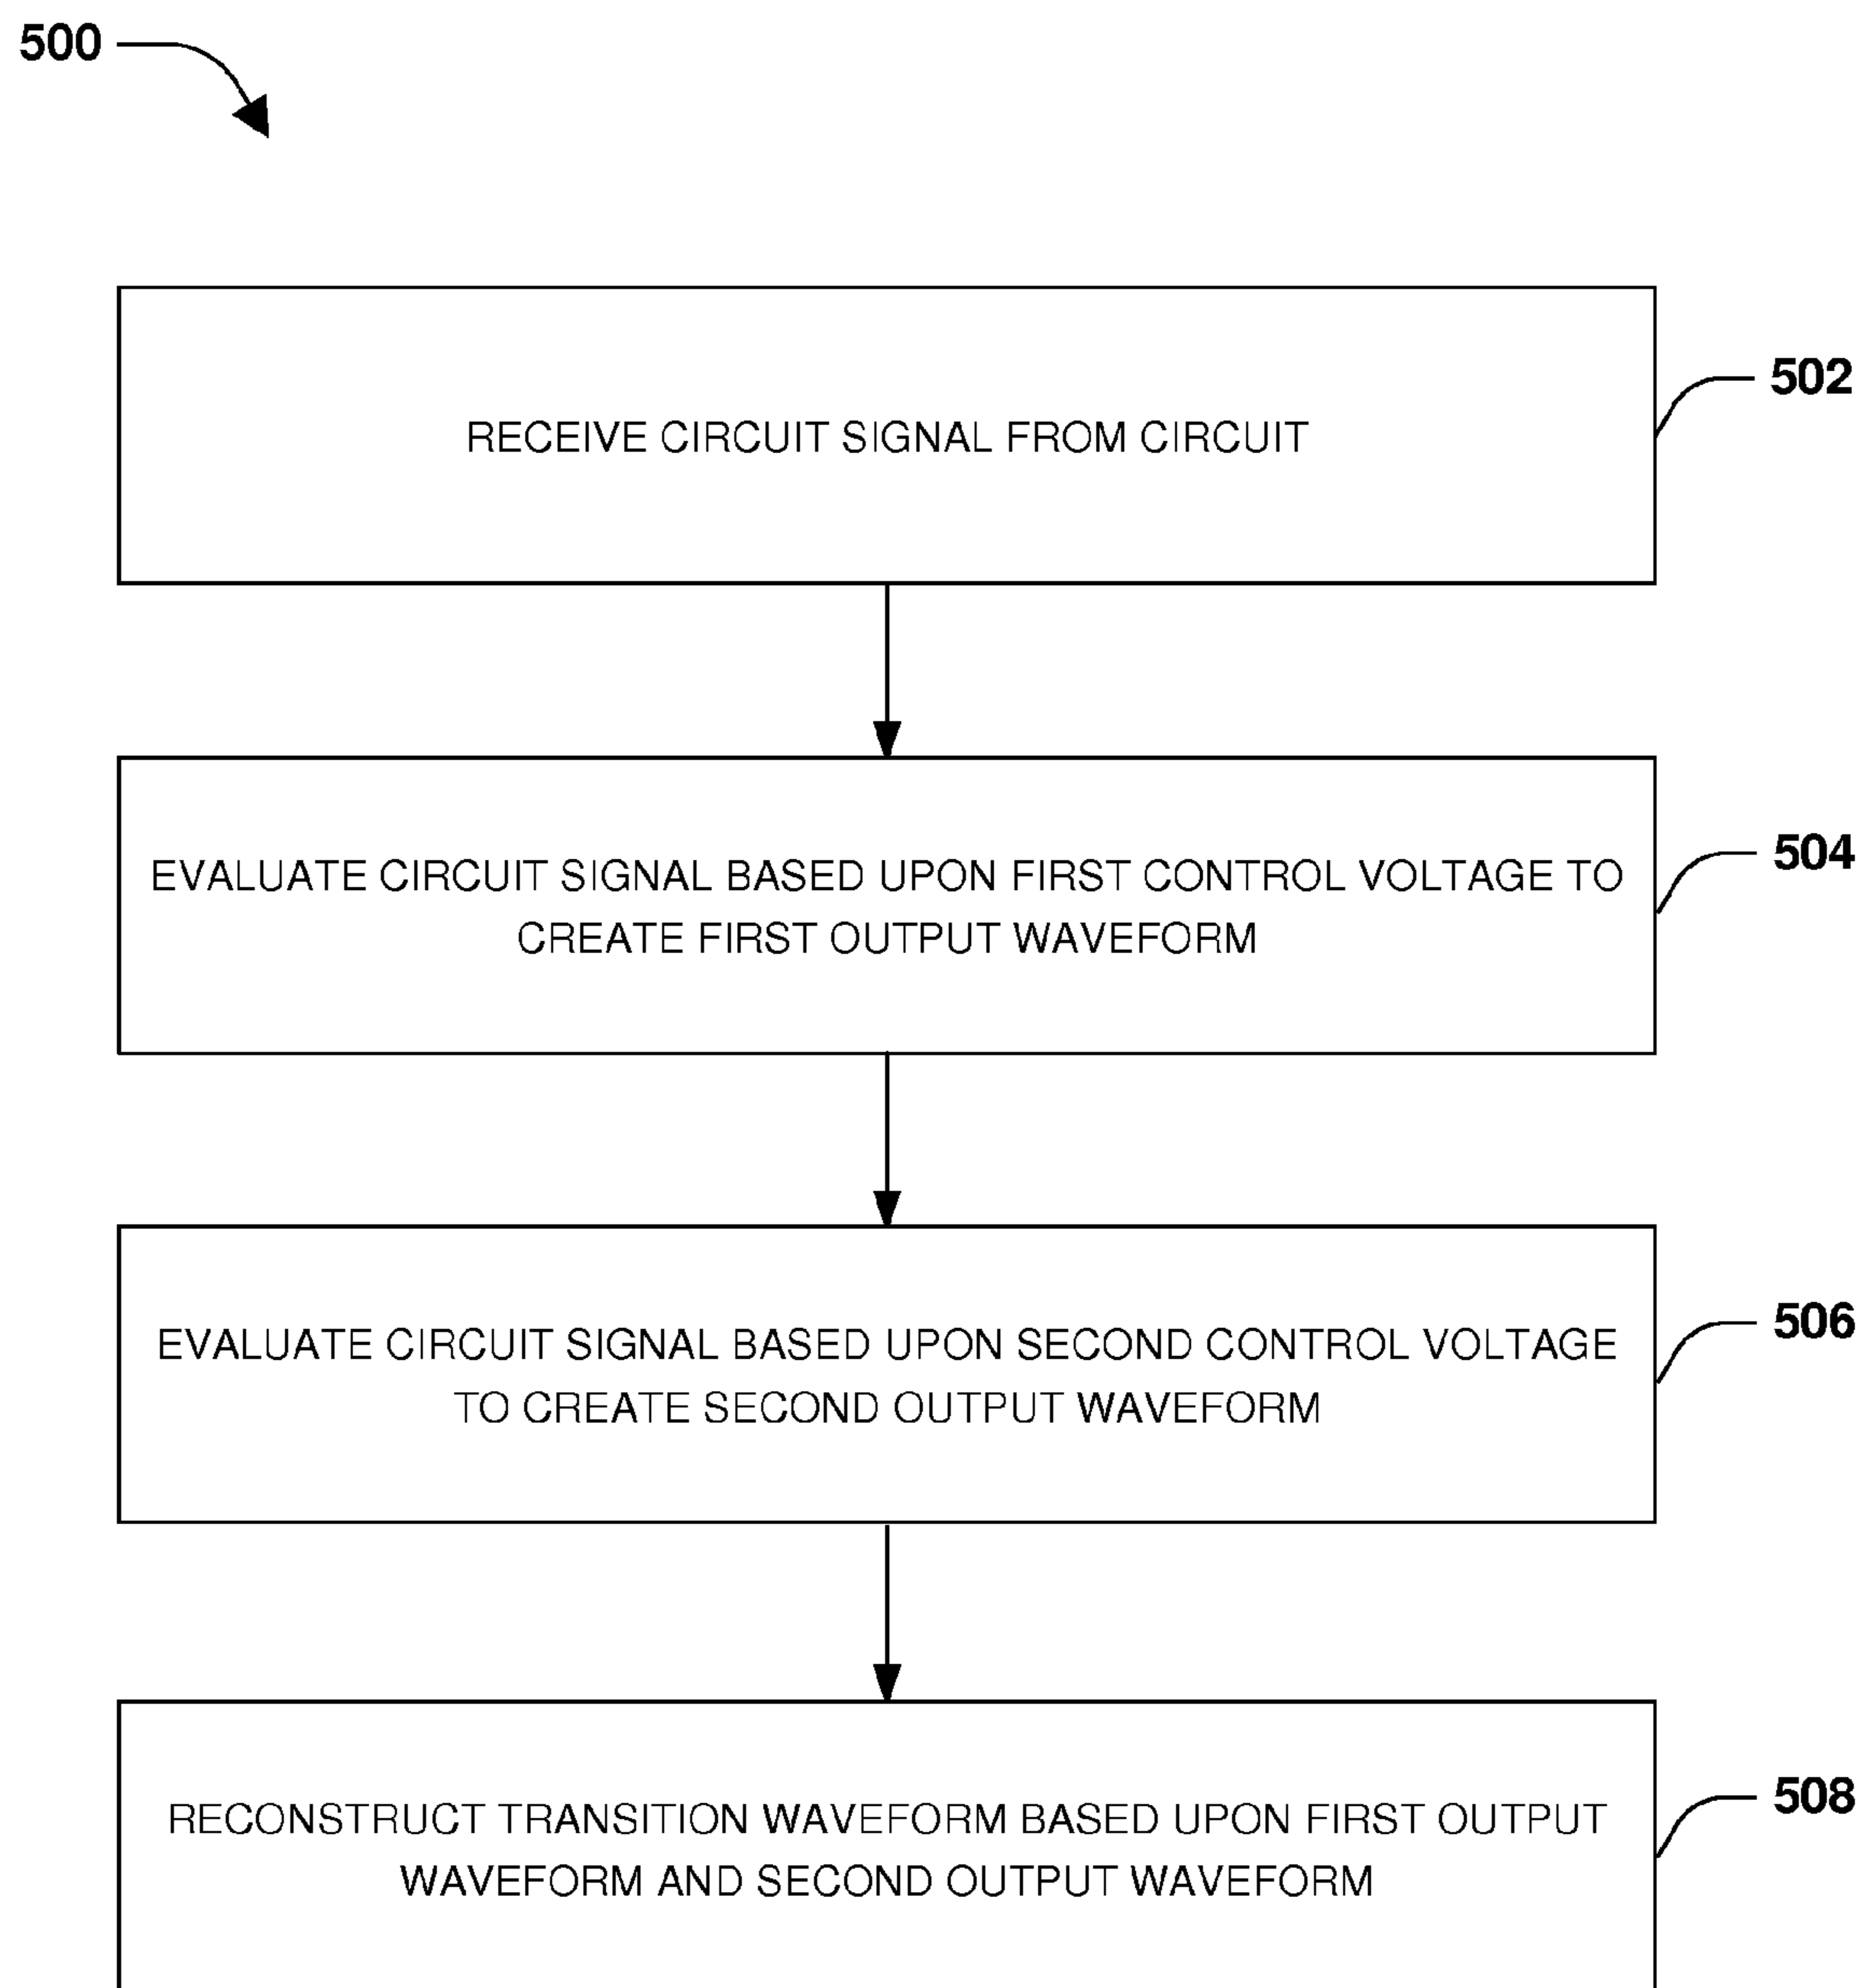 500
RECEIVE CIRCUIT SIGNAL FROM CIRCUIT
502
EVALUATE CIRCUIT SIGNAL BASED UPON FIRST CONTROL VOLTAGE TO
CREATE FIRST OUTPUT WAVEFORM
504
EVALUATE CIRCUIT SIGNAL BASED UPON SECOND CONTROL VOLTAGE
TO CREATE SECOND OUTPUT WAVEFORM
506
RECONSTRUCT TRANSITION WAVEFORM BASED UPON FIRST OUTPUT
WAVEFORM AND SECOND OUTPUT WAVEFORM
508